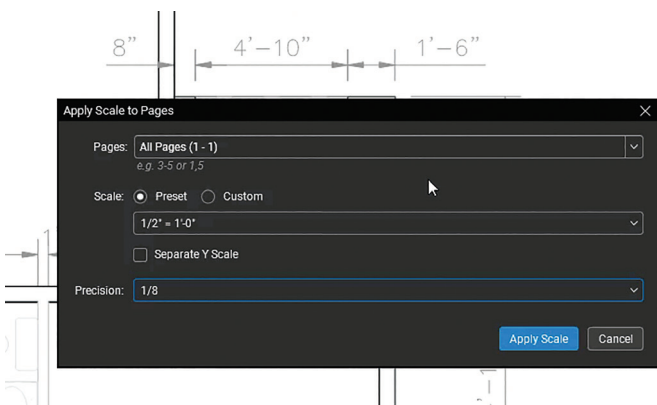 8” 4’-10” 1’-6”
Apply Scale to Pages
Pages: All Pages (1 - 1)
e.g. 3-5 or 1,5
Scale: Preset Custom
1/2" = 1'-0"
Separate Y Scale
Precision: 1/8
Apply Scale Cancel